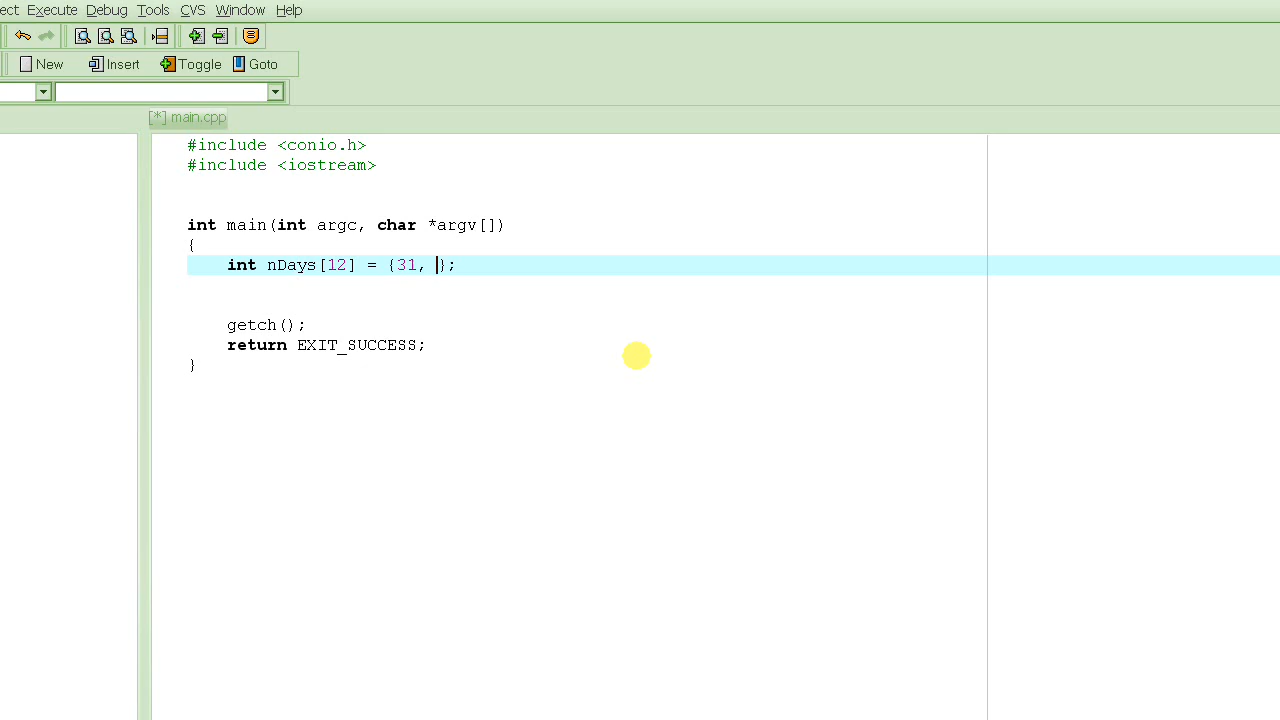 ect Execute Debug Tools CVS Window Help
New Insert Toggle Goto
[*] main.cpp
#include <conio.h>
#include <iostream>
int main(int argc, char *argv[])
{
int nDays[12] = {31, };
getch();
return EXIT_SUCCESS;
}